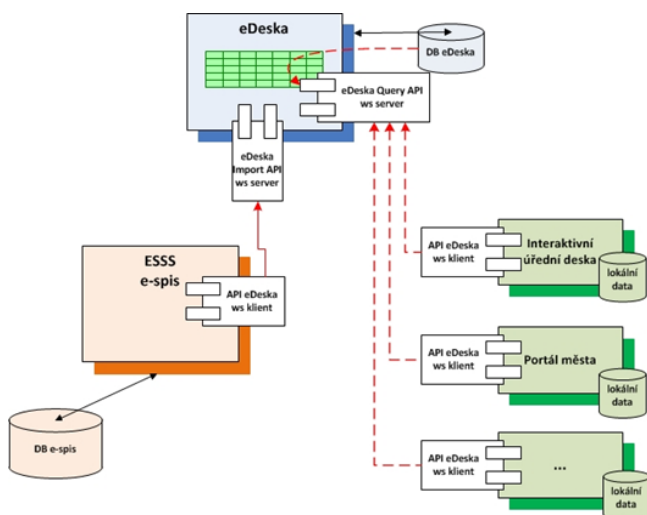 eDeska
DB eDeska
eDeska Query API
ws server
eDeska
Import API
ws server
ESSS
e-spis
API eDeska
ws klient
DB e-spis
API eDeska
ws klient
Interaktivní
úřední deska
lokální
data
API eDeska
ws klient
Portál města
lokální
data
API eDeska
ws klient
...
lokální
data